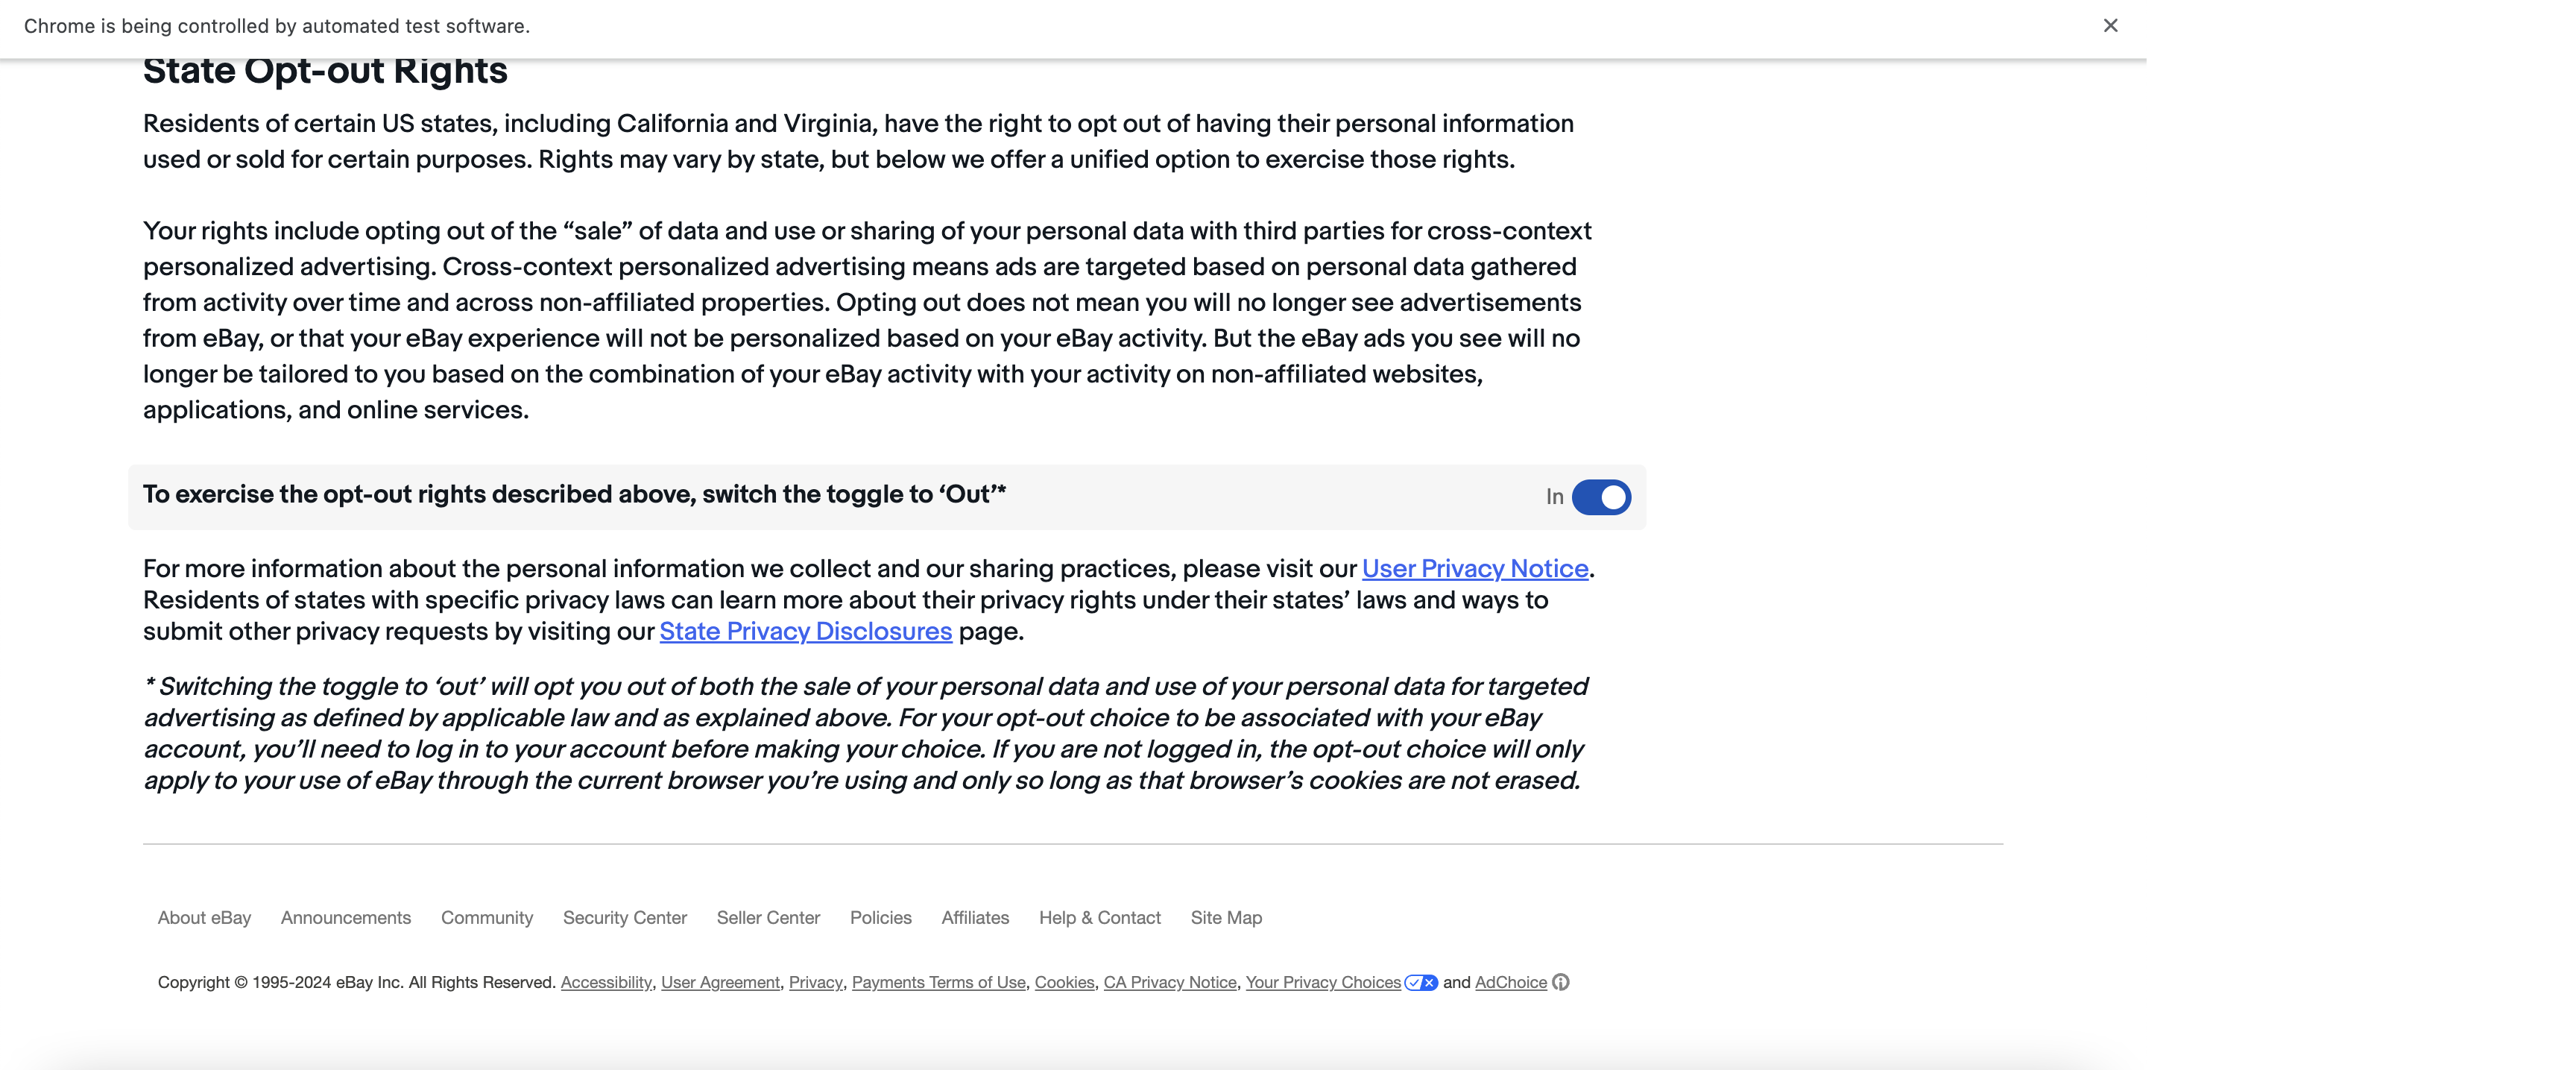 Chrome is being controlled by automated test software.
State Opt-out Rights
Residents of certain US states, including California and Virginia, have the right to opt out of having their personal information
used or sold for certain purposes. Rights may vary by state, but below we offer a unified option to exercise those rights.
Your rights include opting out of the “sale” of data and use or sharing of your personal data with third parties for cross-context
personalized advertising. Cross-context personalized advertising means ads are targeted based on personal data gathered
from activity over time and across non-affiliated properties. Opting out does not mean you will no longer see advertisements
from eBay, or that your eBay experience will not be personalized based on your eBay activity. But the eBay ads you see will no
longer be tailored to you based on the combination of your eBay activity with your activity on non-affiliated websites,
applications, and online services.
To exercise the opt-out rights described above, switch the toggle to ‘Out’* In
For more information about the personal information we collect and our sharing practices, please visit our User Privacy Notice.
Residents of states with specific privacy laws can learn more about their privacy rights under their states’ laws and ways to
submit other privacy requests by visiting our State Privacy Disclosures page.
* Switching the toggle to ‘out’ will opt you out of both the sale of your personal data and use of your personal data for targeted
advertising as defined by applicable law and as explained above. For your opt-out choice to be associated with your eBay
account, you’ll need to log in to your account before making your choice. If you are not logged in, the opt-out choice will only
apply to your use of eBay through the current browser you’re using and only so long as that browser’s cookies are not erased.
About eBay Announcements Community Security Center Seller Center Policies Affiliates Help & Contact Site Map
Copyright © 1995-2024 eBay Inc. All Rights Reserved. Accessibility, User Agreement, Privacy, Payments Terms of Use, Cookies, CA Privacy Notice, Your Privacy Choices and AdChoice